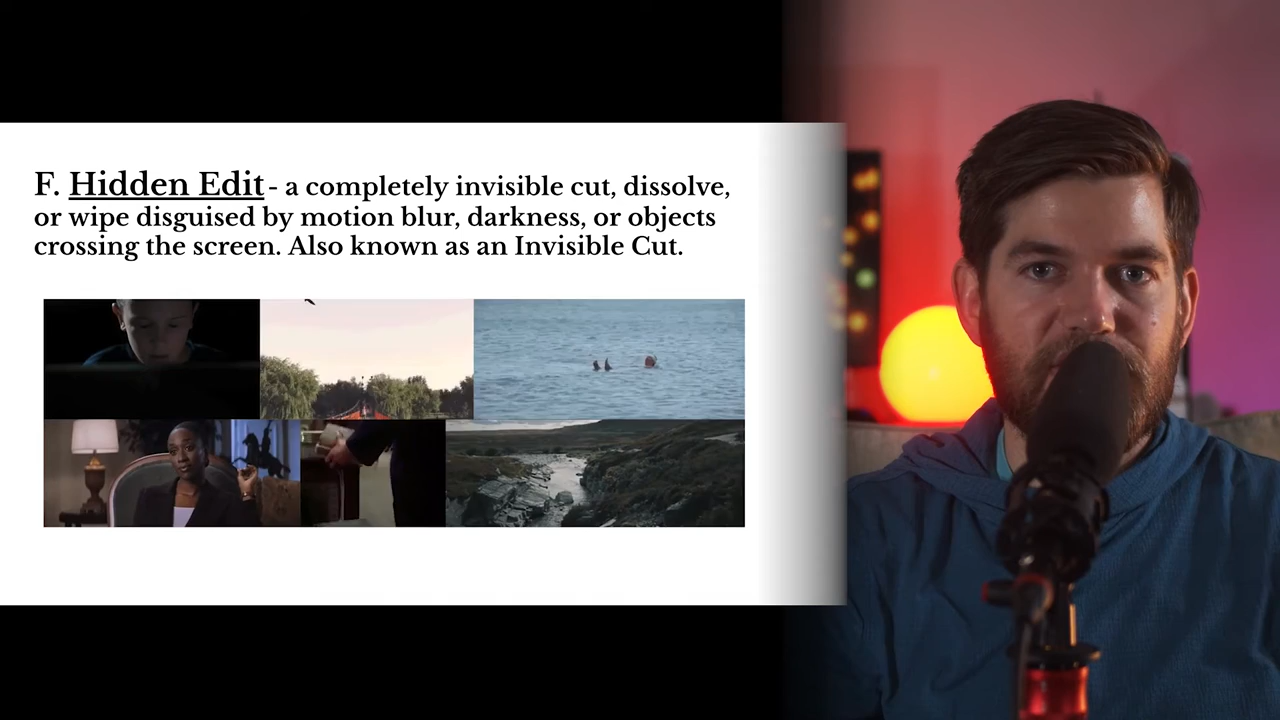 F. Hidden Edit - a completely invisible cut, dissolve,
or wipe disguised by motion blur, darkness, or objects
crossing the screen. Also known as an Invisible Cut.